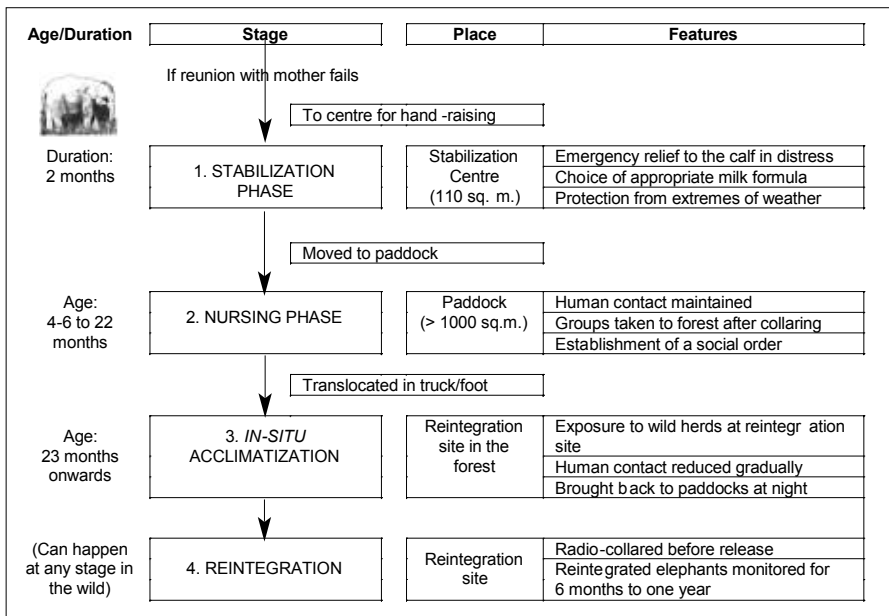 Age/Duration Stage Place Features
If reunion with mother fails
To centre for hand -raising
Duration:
2 months
1. STABILIZATION
PHASE
Stabilization
Centre
(110 sq. m.)
Emergency relief to the calf in distress
Choice of appropriate milk formula
Protection from extremes of weather
Moved to paddock
Age:
4-6 to 22
months
2. NURSING PHASE
Paddock
(> 1000 sq.m.)
Human contact maintained
Groups taken to forest after collaring
Establishment of a social order
Translocated in truck/foot
Age:
23 months
onwards
3. IN-SITU
ACCLIMATIZATION
Reintegration
site in the
forest
Exposure to wild herds at reintegr ation
site
Human contact reduced gradually
Brought back to paddocks at night
(Can happen
at any stage in
the wild)
4. REINTEGRATION
Reintegration
site
Radio-collared before release
Reintegrated elephants monitored for
6 months to one year